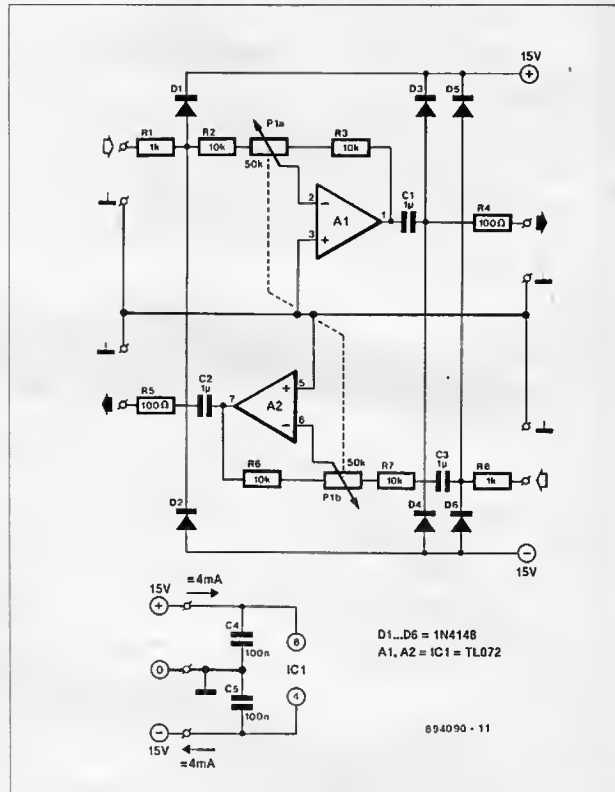 15V
+
D1
D3
D5
P1a
R1
1k
R2
10k
50k
R3
10k
2
−
A1
3
+
1
C1
1µ
R4
100Ω
R5
100Ω
C2
1µ
7
A2
+
5
−
6
R6
10k
50k
P1b
R7
10k
C3
1µ
R8
1k
D2
D4
D6
−
15V
15V
=4mA
+
C4
100n
8
0
IC1
C5
100n
4
−
15V
=4mA
D1...D6 = 1N4148
A1, A2 = IC1 = TL072
894090 - 11